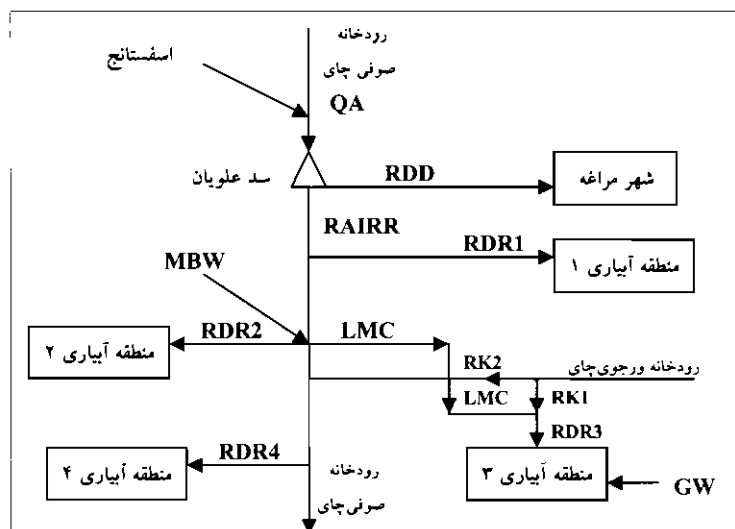 رودخانه
صوفی چای
اسفستانج
QA
سد علویان
RDD
شهر مراغه
RAIRR
RDR1
منطقه آبیاری ۱
MBW
RDR2
LMC
منطقه آبیاری ۲
RK2
رودخانه ورجوی‌چای
LMC
RK1
RDR3
RDR4
رودخانه
صوفی‌چای
منطقه آبیاری ۴
منطقه آبیاری ۳
GW